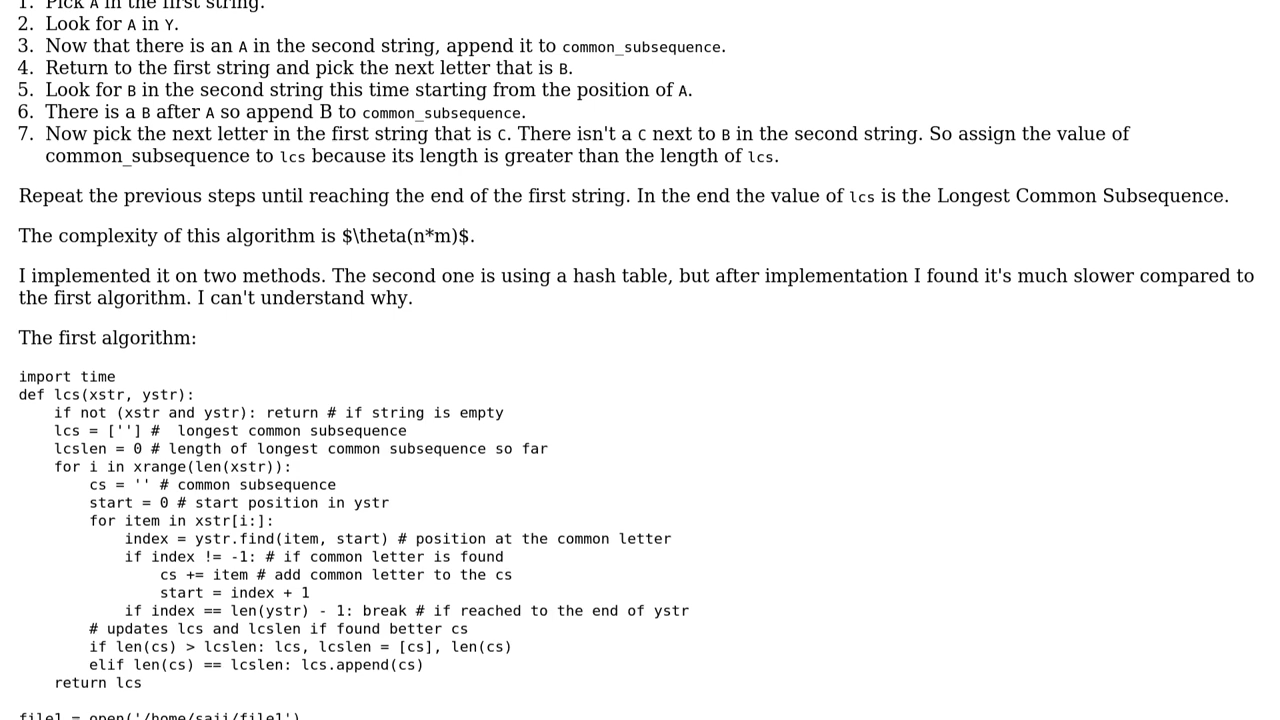 1. Pick A in the first string.
2. Look for A in Y.
3. Now that there is an A in the second string, append it to common_subsequence.
4. Return to the first string and pick the next letter that is B.
5. Look for B in the second string this time starting from the position of A.
6. There is a B after A so append B to common_subsequence.
7. Now pick the next letter in the first string that is C. There isn't a C next to B in the second string. So assign the value of
common_subsequence to lcs because its length is greater than the length of lcs.
Repeat the previous steps until reaching the end of the first string. In the end the value of lcs is the Longest Common Subsequence.
The complexity of this algorithm is $\theta(n*m)$.
I implemented it on two methods. The second one is using a hash table, but after implementation I found it's much slower compared to
the first algorithm. I can't understand why.
The first algorithm:
import time
def lcs(xstr, ystr):
    if not (xstr and ystr): return # if string is empty
    lcs = [''] #  longest common subsequence
    lcslen = 0 # length of longest common subsequence so far
    for i in xrange(len(xstr)):
        cs = '' # common subsequence
        start = 0 # start position in ystr
        for item in xstr[i:]:
            index = ystr.find(item, start) # position at the common letter
            if index != -1: # if common letter is found
                cs += item # add common letter to the cs
                start = index + 1
            if index == len(ystr) - 1: break # if reached to the end of ystr
        # updates lcs and lcslen if found better cs
        if len(cs) > lcslen: lcs, lcslen = [cs], len(cs)
        elif len(cs) == lcslen: lcs.append(cs)
    return lcs
file1 = open('/home/saji/file1')